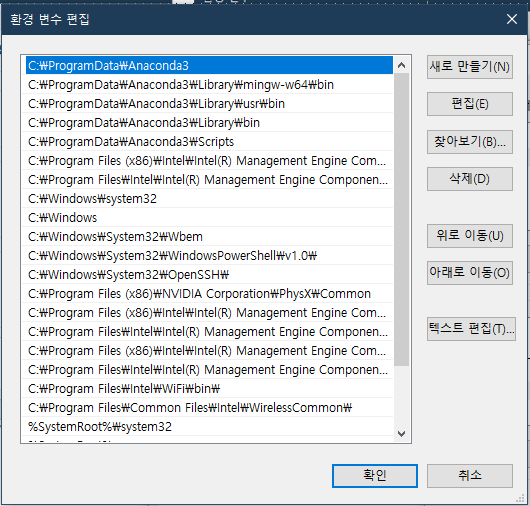 환경 변수 편집
C:₩ProgramData₩Anaconda3
C:₩ProgramData₩Anaconda3₩Library₩mingw-w64₩bin
C:₩ProgramData₩Anaconda3₩Library₩usr₩bin
C:₩ProgramData₩Anaconda3₩Library₩bin
C:₩ProgramData₩Anaconda3₩Scripts
C:₩Program Files (x86)₩Intel₩Intel(R) Management Engine Com...
C:₩Program Files₩Intel₩Intel(R) Management Engine Componen...
C:₩Windows₩system32
C:₩Windows
C:₩Windows₩System32₩Wbem
C:₩Windows₩System32₩WindowsPowerShell₩v1.0₩
C:₩Windows₩System32₩OpenSSH₩
C:₩Program Files (x86)₩NVIDIA Corporation₩PhysX₩Common
C:₩Program Files (x86)₩Intel₩Intel(R) Management Engine Com...
C:₩Program Files₩Intel₩Intel(R) Management Engine Componen...
C:₩Program Files (x86)₩Intel₩Intel(R) Management Engine Com...
C:₩Program Files₩Intel₩Intel(R) Management Engine Componen...
C:₩Program Files₩Intel₩WiFi₩bin₩
C:₩Program Files₩Common Files₩Intel₩WirelessCommon₩
%SystemRoot%₩system32
새로 만들기(N)
편집(E)
찾아보기(B)...
삭제(D)
위로 이동(U)
아래로 이동(O)
텍스트 편집(T)...
확인
취소